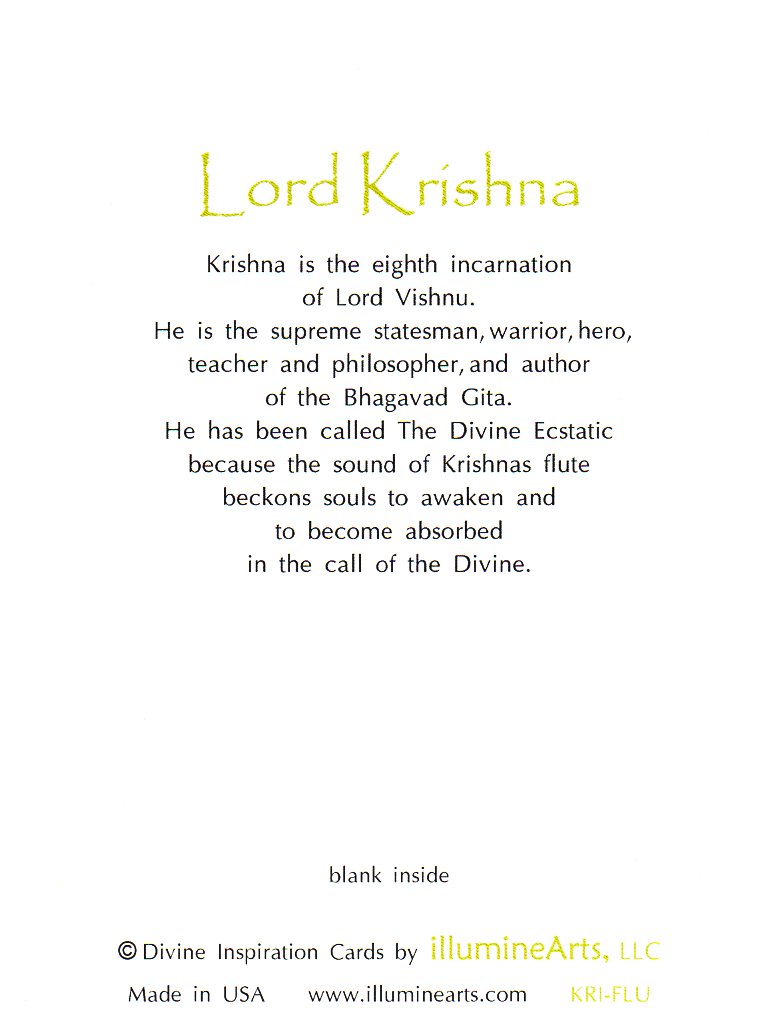 Lord Krishna
Krishna is the eighth incarnation
of Lord Vishnu.
He is the supreme statesman, warrior, hero,
teacher and philosopher, and author
of the Bhagavad Gita.
He has been called The Divine Ecstatic
because the sound of Krishnas flute
beckons souls to awaken and
to become absorbed
in the call of the Divine.
blank inside
© Divine Inspiration Cards by illumineArts, LLC
Made in USA www.illuminearts.com KRI-FLU